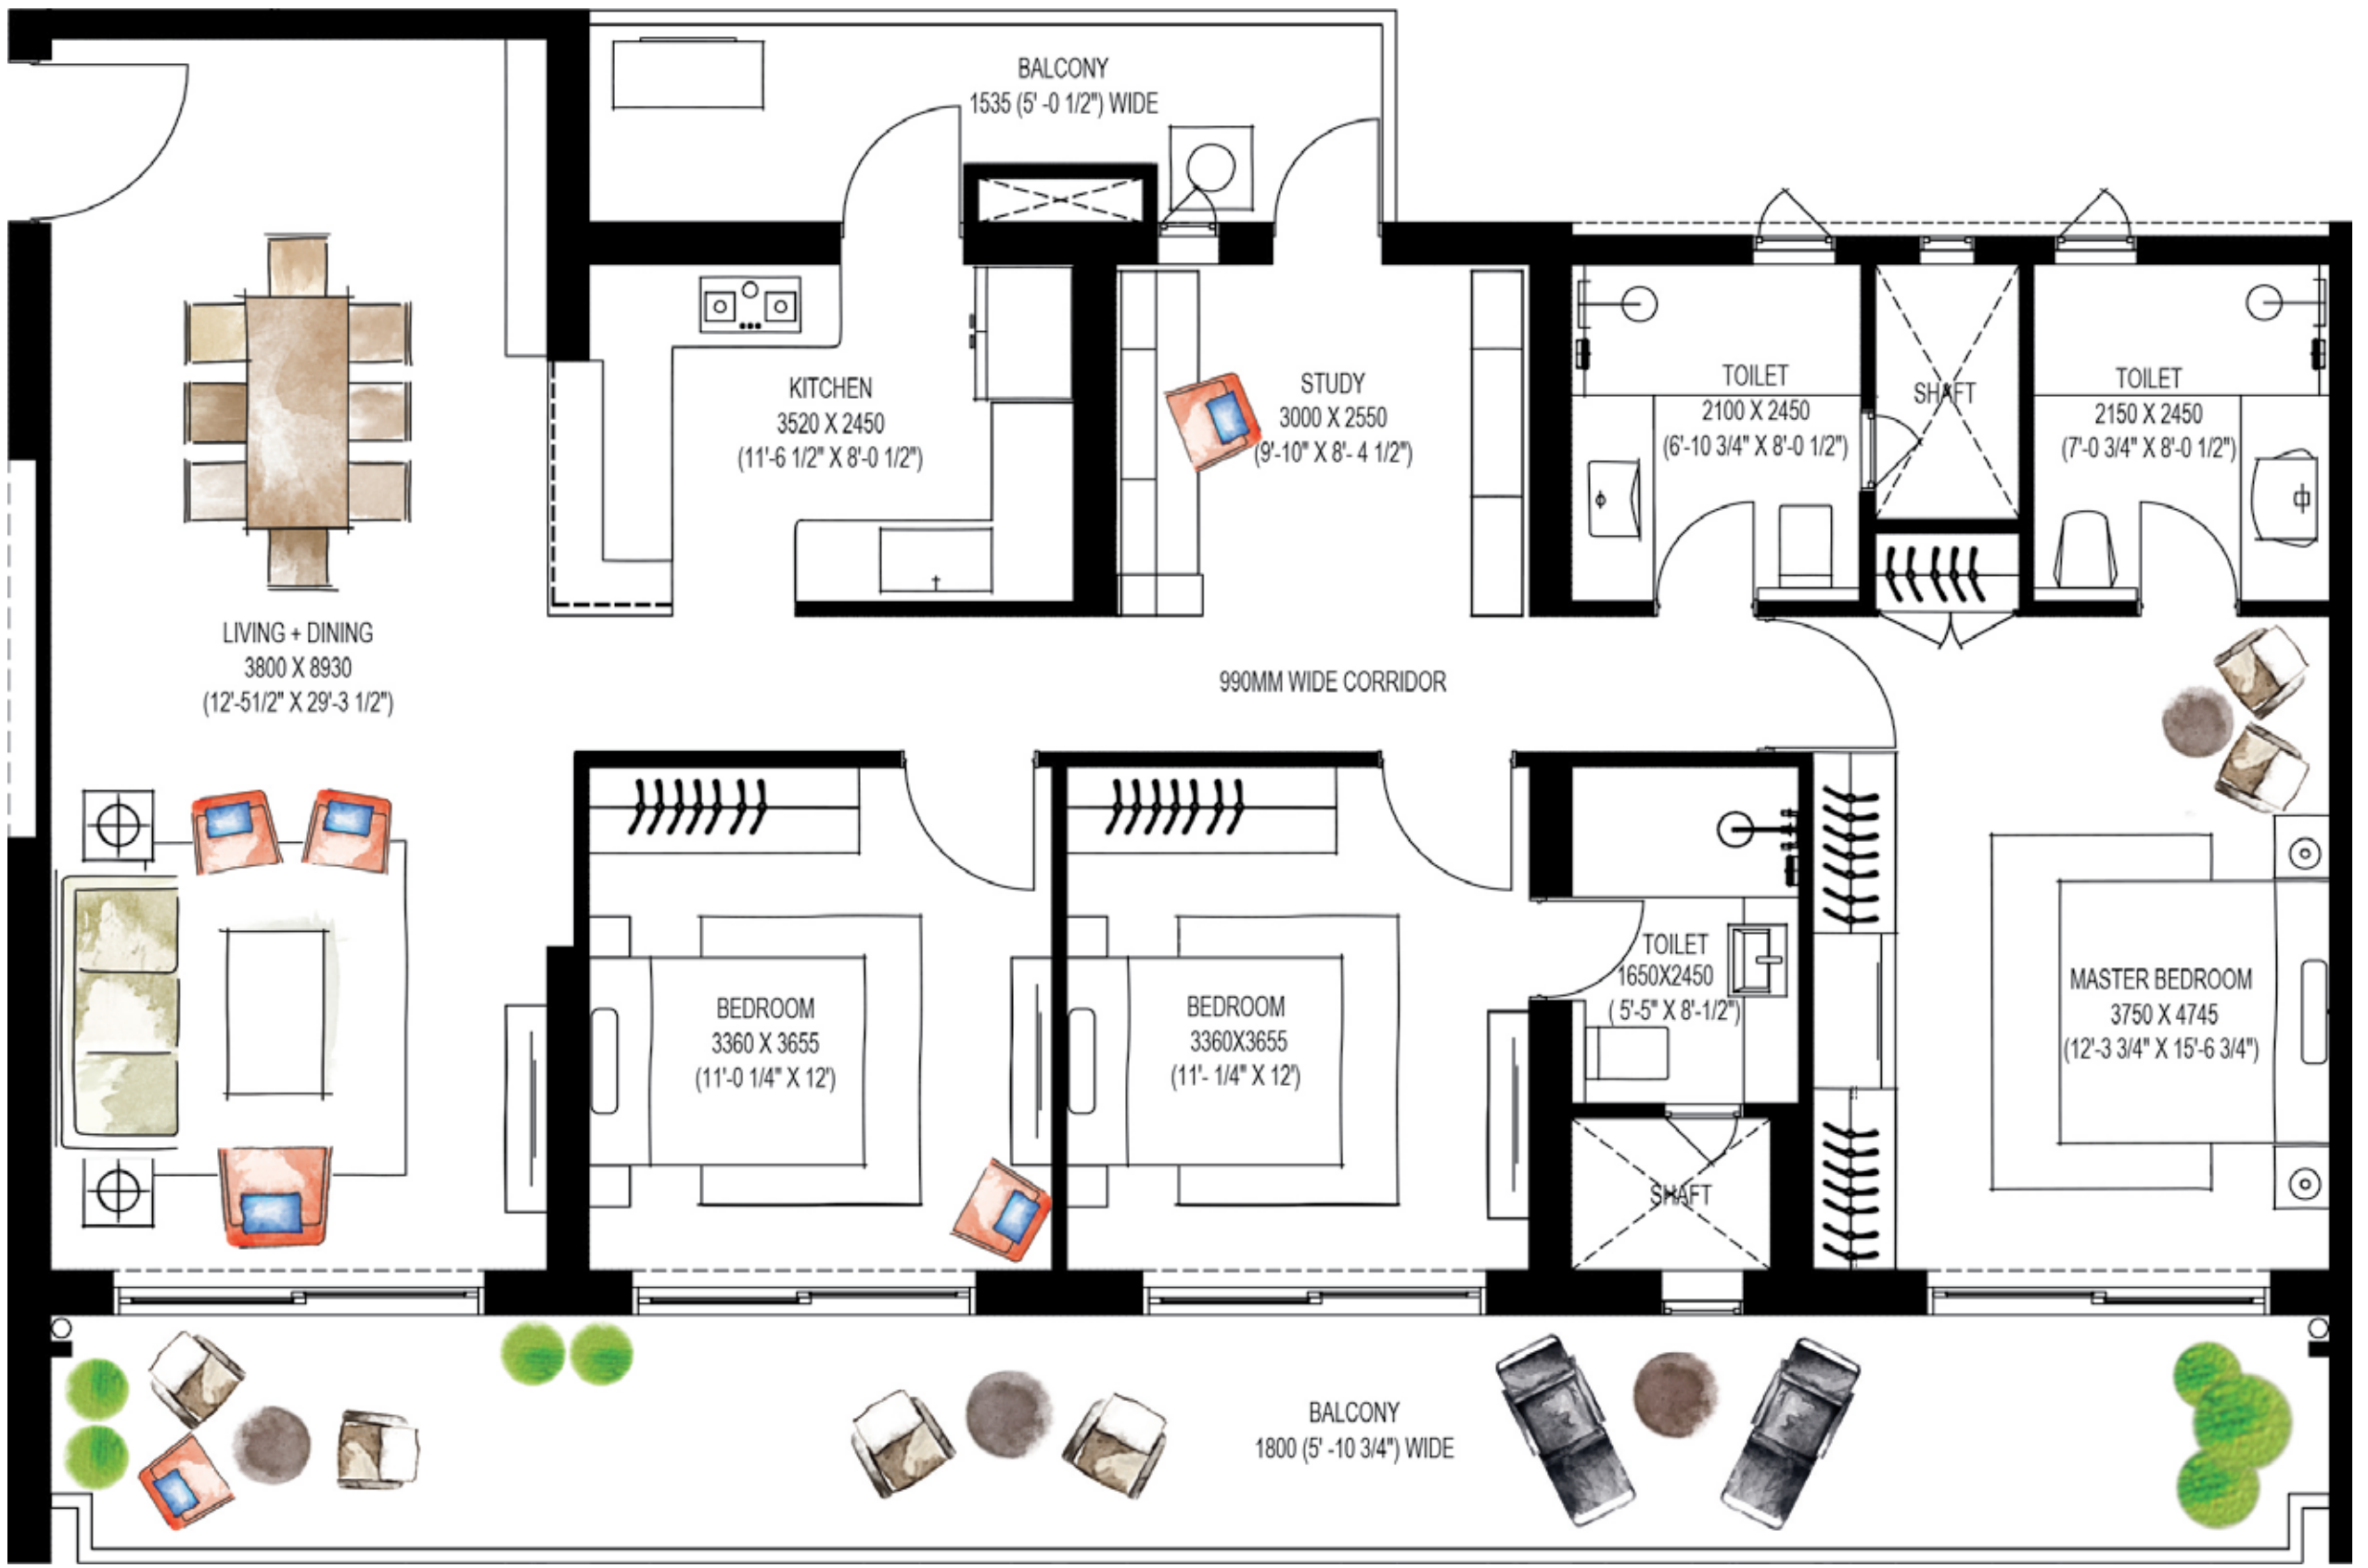 BALCONY
1535 (5' -0 1/2") WIDE
KITCHEN
3520 X 2450
(11'-6 1/2" X 8'-0 1/2")
STUDY
3000 X 2550
(9'-10" X 8'- 4 1/2")
TOILET
2100 X 2450
(6'-10 3/4" X 8'-0 1/2")
SHAFT
TOILET
2150 X 2450
(7'-0 3/4" X 8'-0 1/2")
LIVING + DINING
3800 X 8930
(12'-51/2" X 29'-3 1/2")
990MM WIDE CORRIDOR
BEDROOM
3360 X 3655
(11'-0 1/4" X 12')
BEDROOM
3360X3655
(11'- 1/4" X 12')
TOILET
1650X2450
( 5'-5" X 8'-1/2")
SHAFT
MASTER BEDROOM
3750 X 4745
(12'-3 3/4" X 15'-6 3/4")
BALCONY
1800 (5' -10 3/4") WIDE